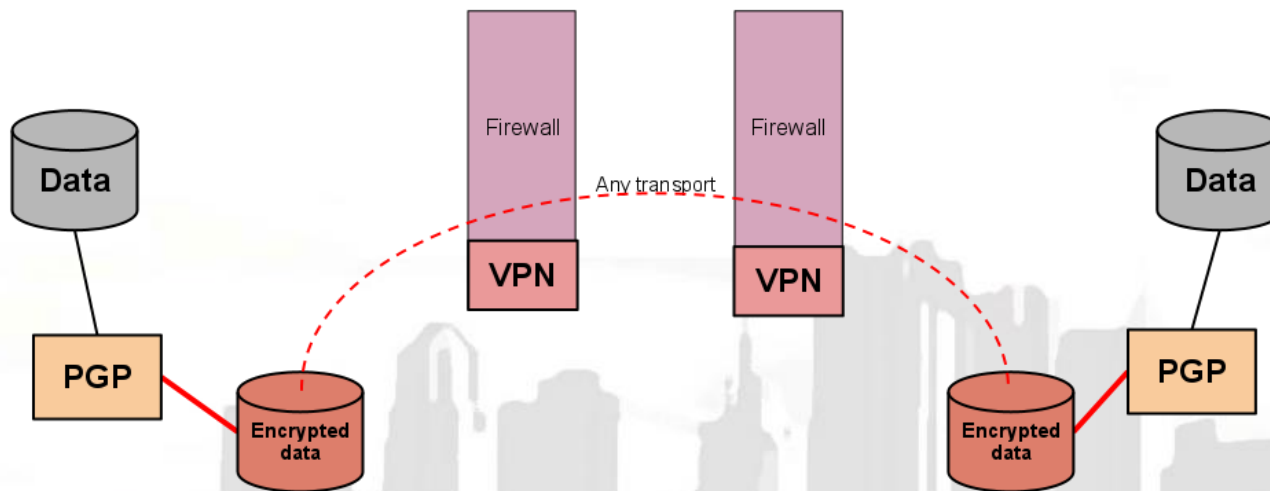 Firewall
Firewall
Data
Data
Any transport
VPN
VPN
PGP
PGP
Encrypted
data
Encrypted
data